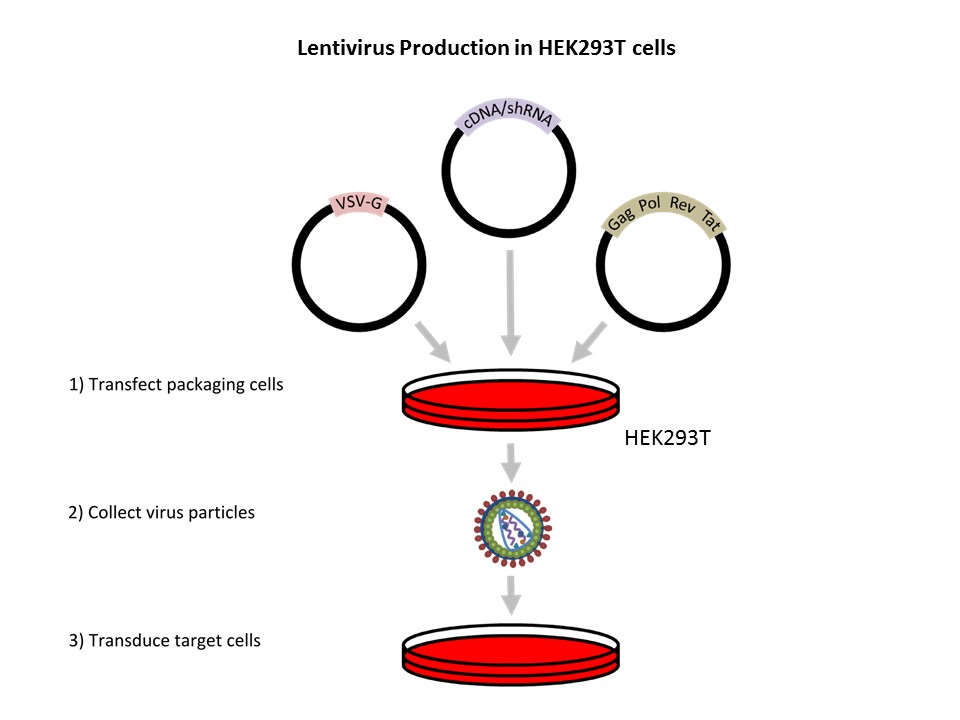 Lentivirus Production in HEK293T cells
cDNA/shRNA
VSV-G
Gag Pol Rev Tat
1) Transfect packaging cells
HEK293T
2) Collect virus particles
3) Transduce target cells